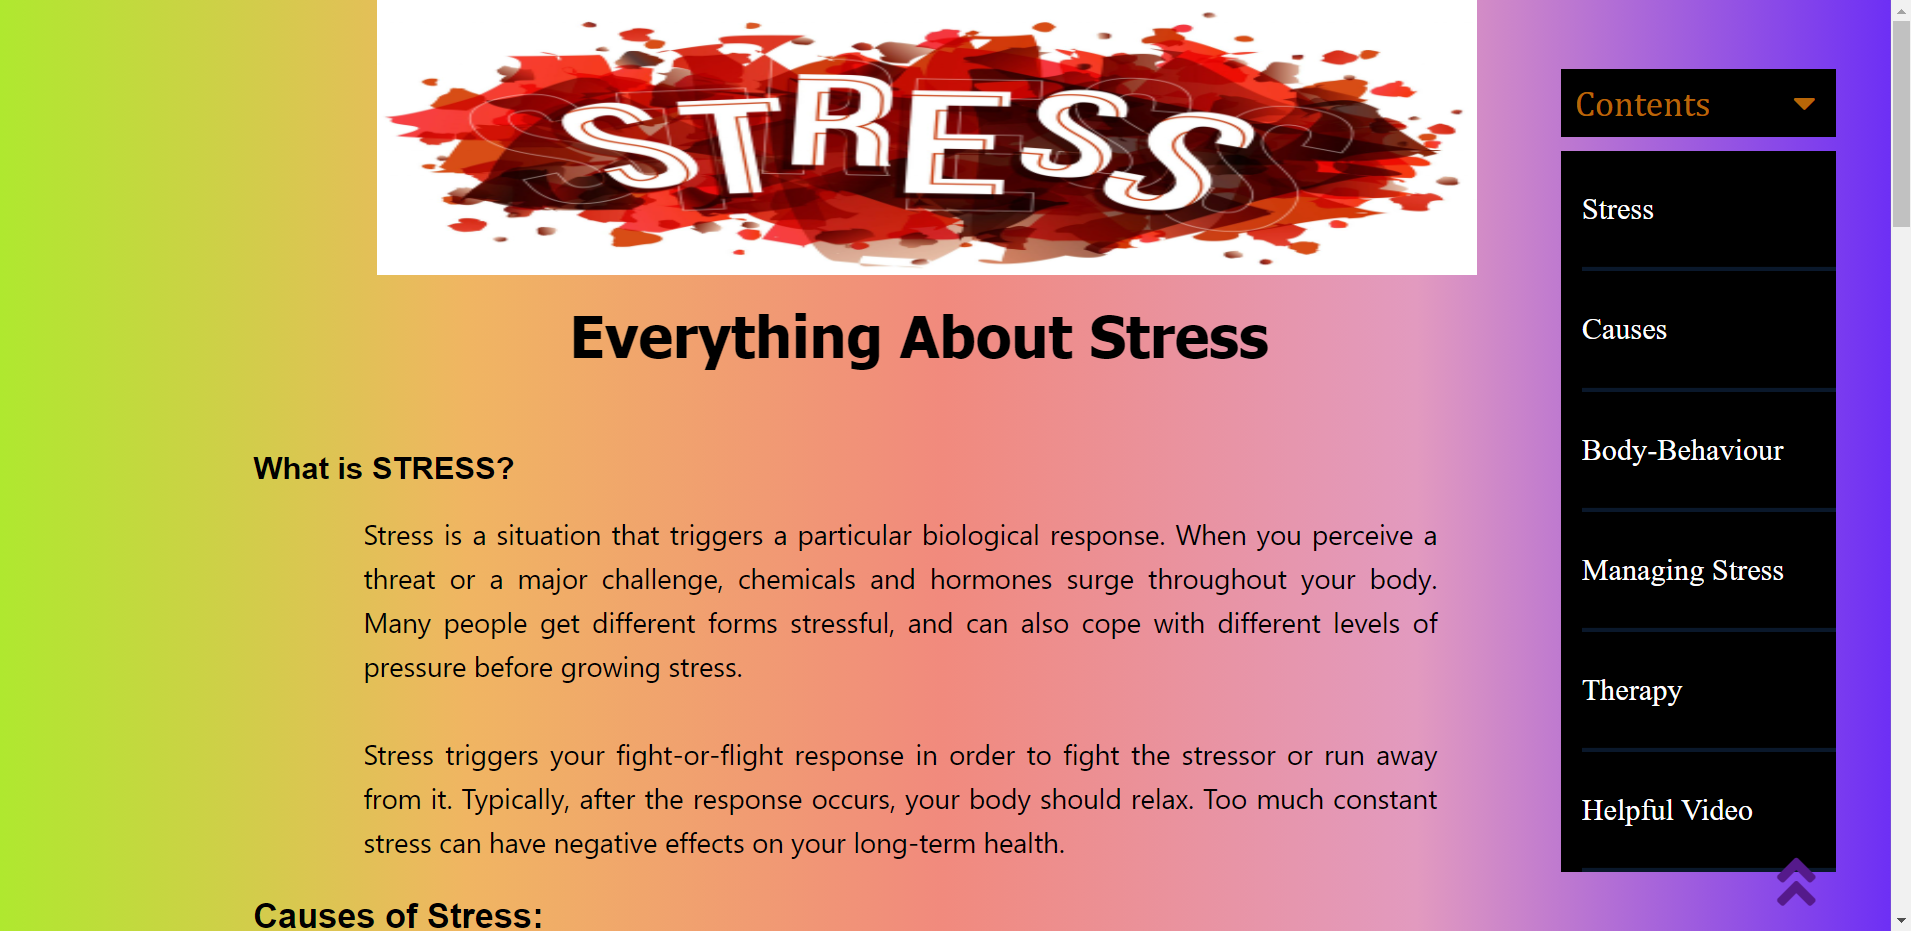 STRESS
Everything About Stress
What is STRESS?
Stress is a situation that triggers a particular biological response. When you perceive a
threat or a major challenge, chemicals and hormones surge throughout your body.
Many people get different forms stressful, and can also cope with different levels of
pressure before growing stress.
Stress triggers your fight-or-flight response in order to fight the stressor or run away
from it. Typically, after the response occurs, your body should relax. Too much constant
stress can have negative effects on your long-term health.
Causes of Stress:
Contents
Stress
Causes
Body-Behaviour
Managing Stress
Therapy
Helpful Video